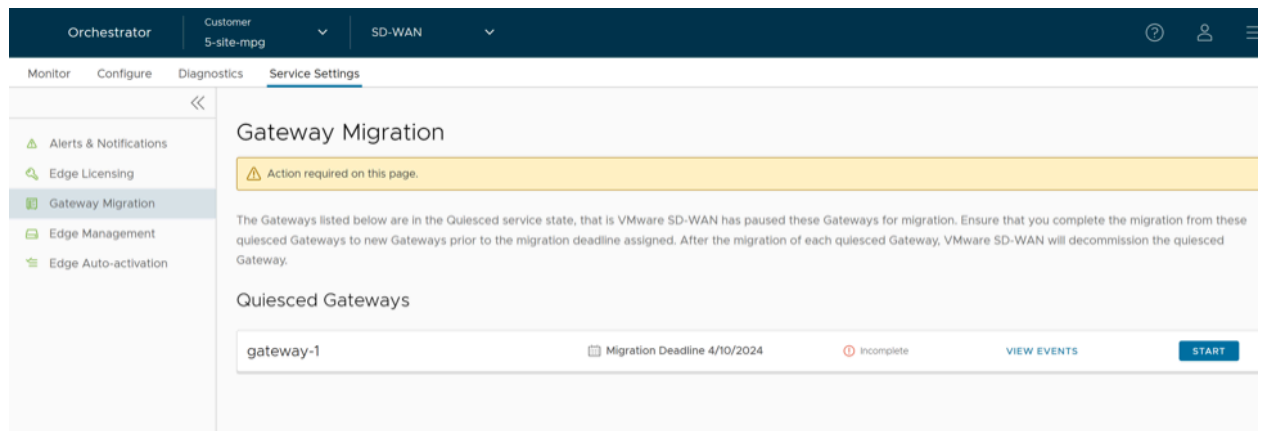 Orchestrator
Customer
5-site-mpg
SD-WAN
Monitor Configure Diagnostics Service Settings
Alerts & Notifications
Edge Licensing
Gateway Migration
Edge Management
Edge Auto-activation
Gateway Migration
Action required on this page.
The Gateways listed below are in the Quiesced service state, that is VMware SD-WAN has paused these Gateways for migration. Ensure that you complete the migration from these
quiesced Gateways to new Gateways prior to the migration deadline assigned. After the migration of each quiesced Gateway, VMware SD-WAN will decommission the quiesced
Gateway.
Quiesced Gateways
gateway-1 Migration Deadline 4/10/2024 Incomplete VIEW EVENTS START